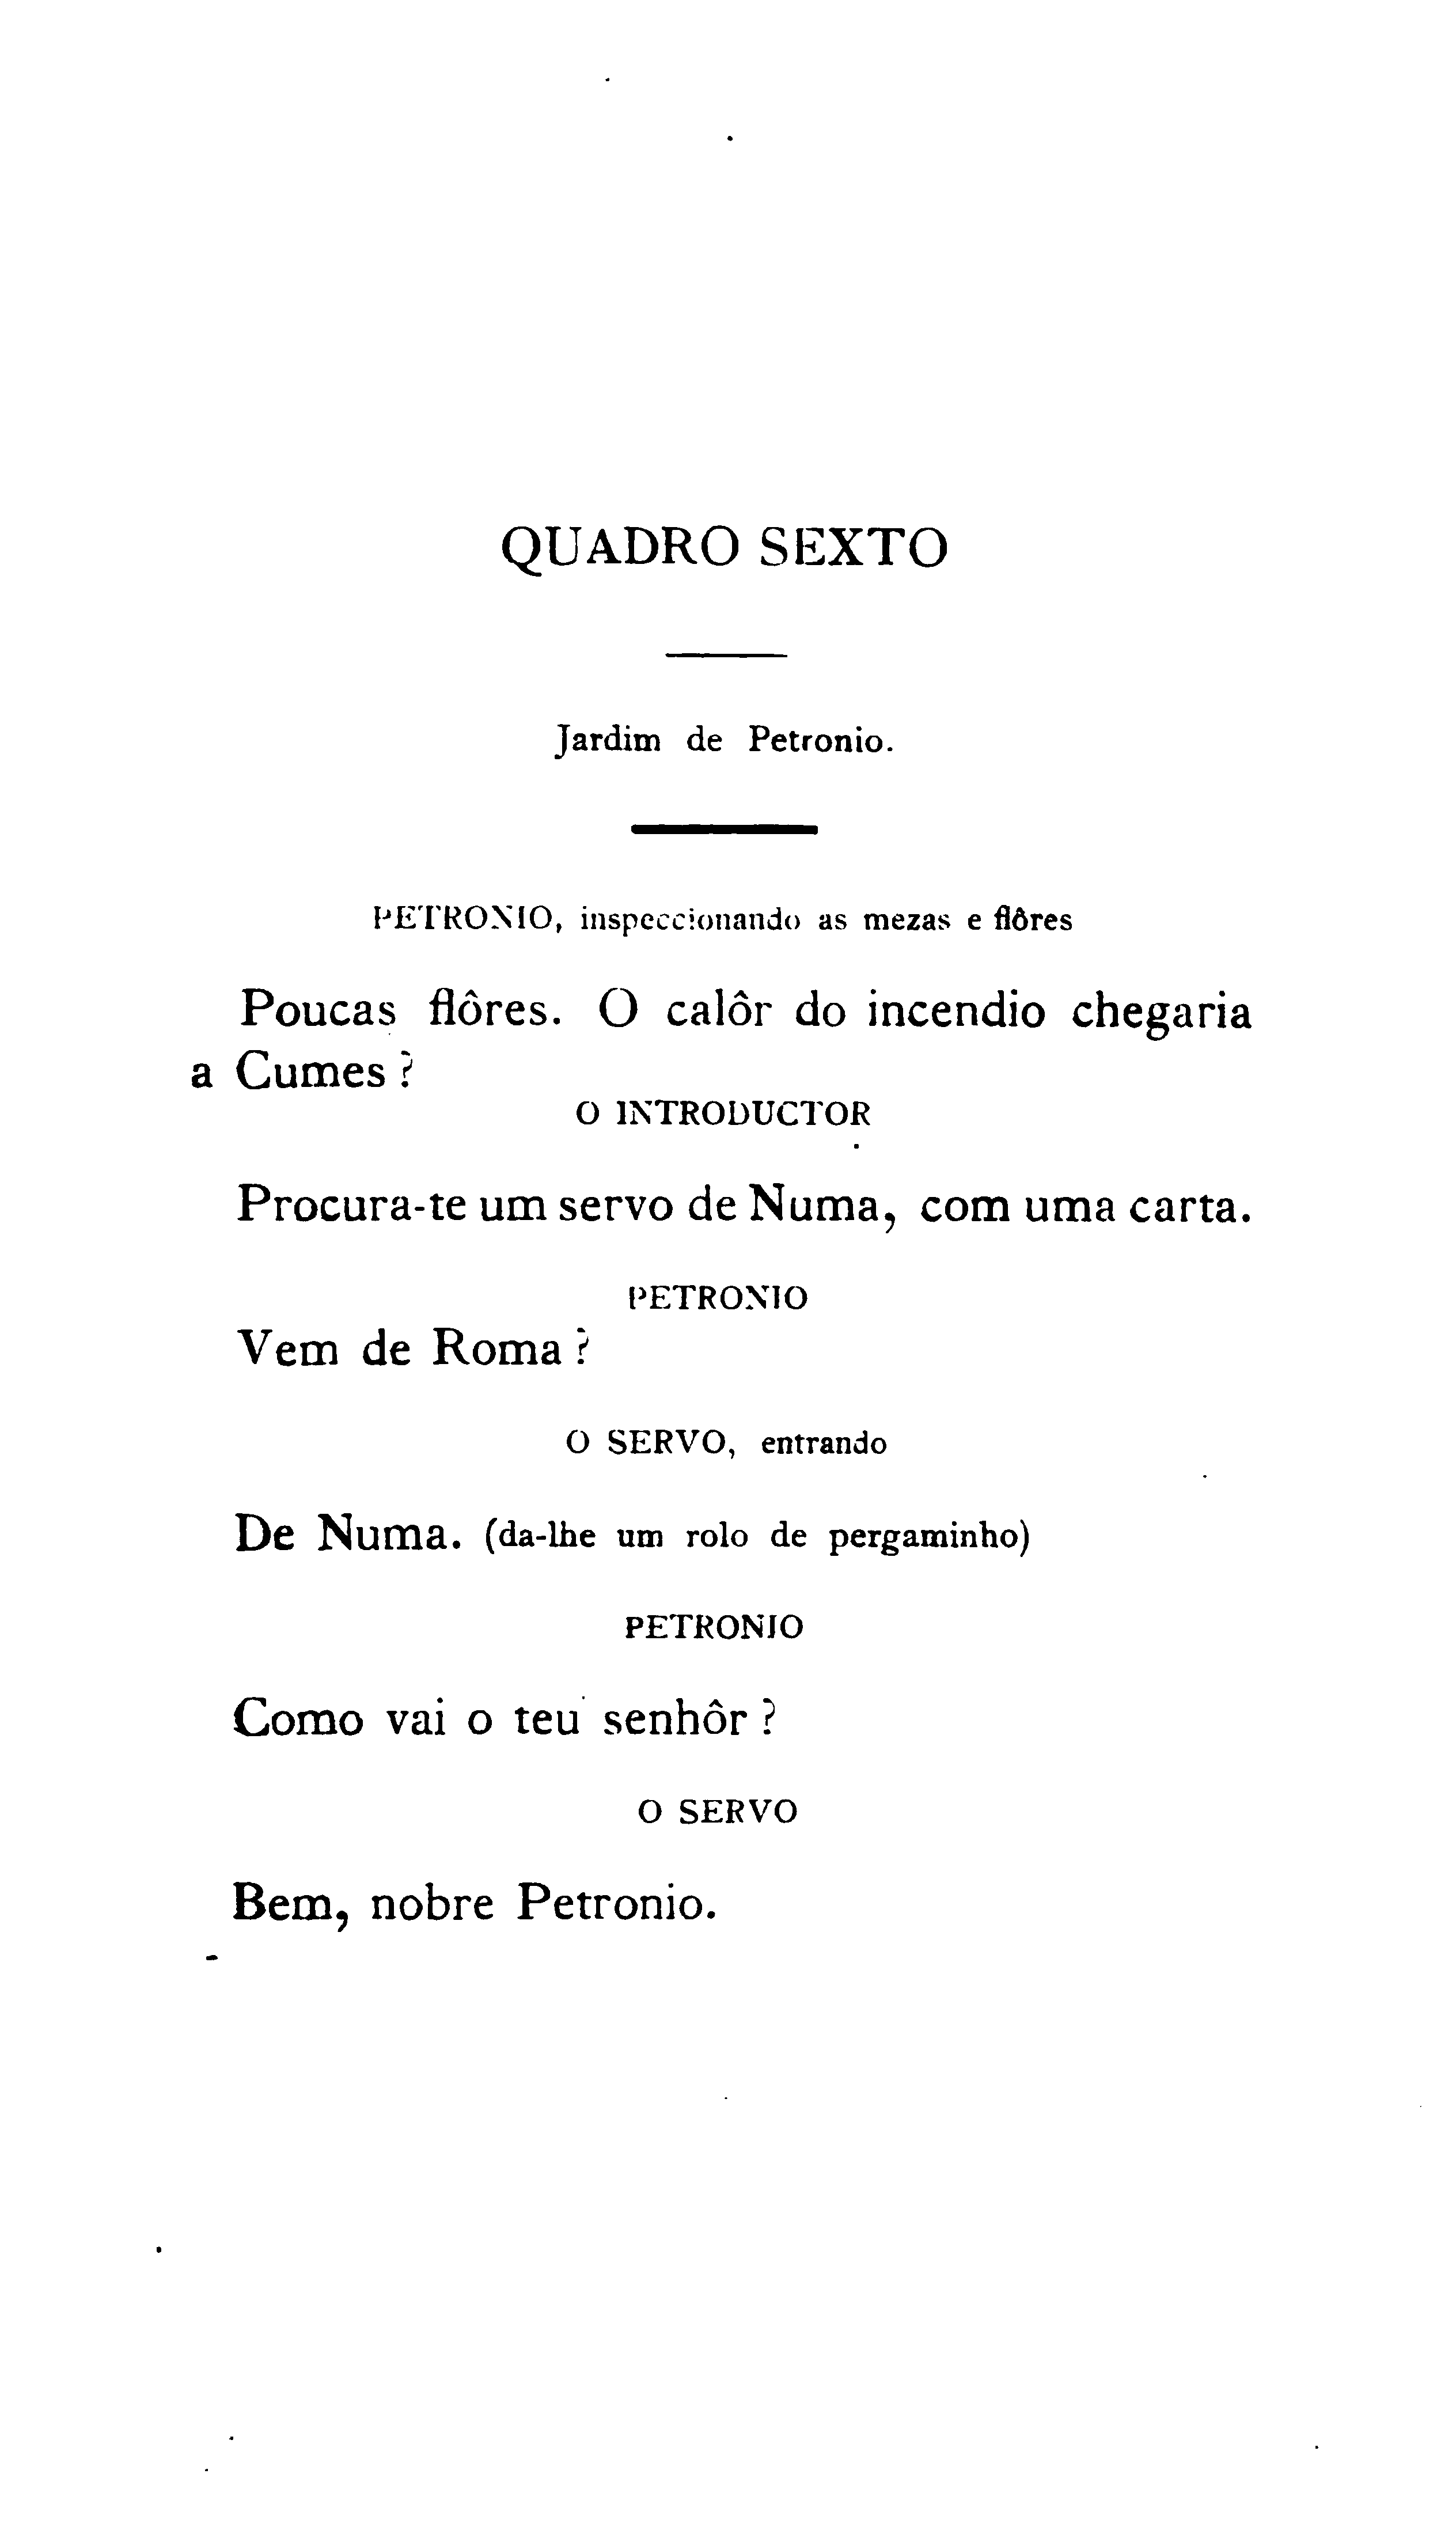 QUADRO SEXTO
Jardim de Petronio.
PETRONIO, inspeccionando as mezas e flôres
Poucas flôres. O calôr do incendio chegaria
a Cumes ?
O INTRODUCTOR
Procura-te um servo de Numa, com uma carta.
PETRONIO
Vem de Roma ?
O SERVO, entrando
De Numa. (da-lhe um rolo de pergaminho)
PETRONIO
Como vai o teu senhôr ?
O SERVO
Bem, nobre Petronio.